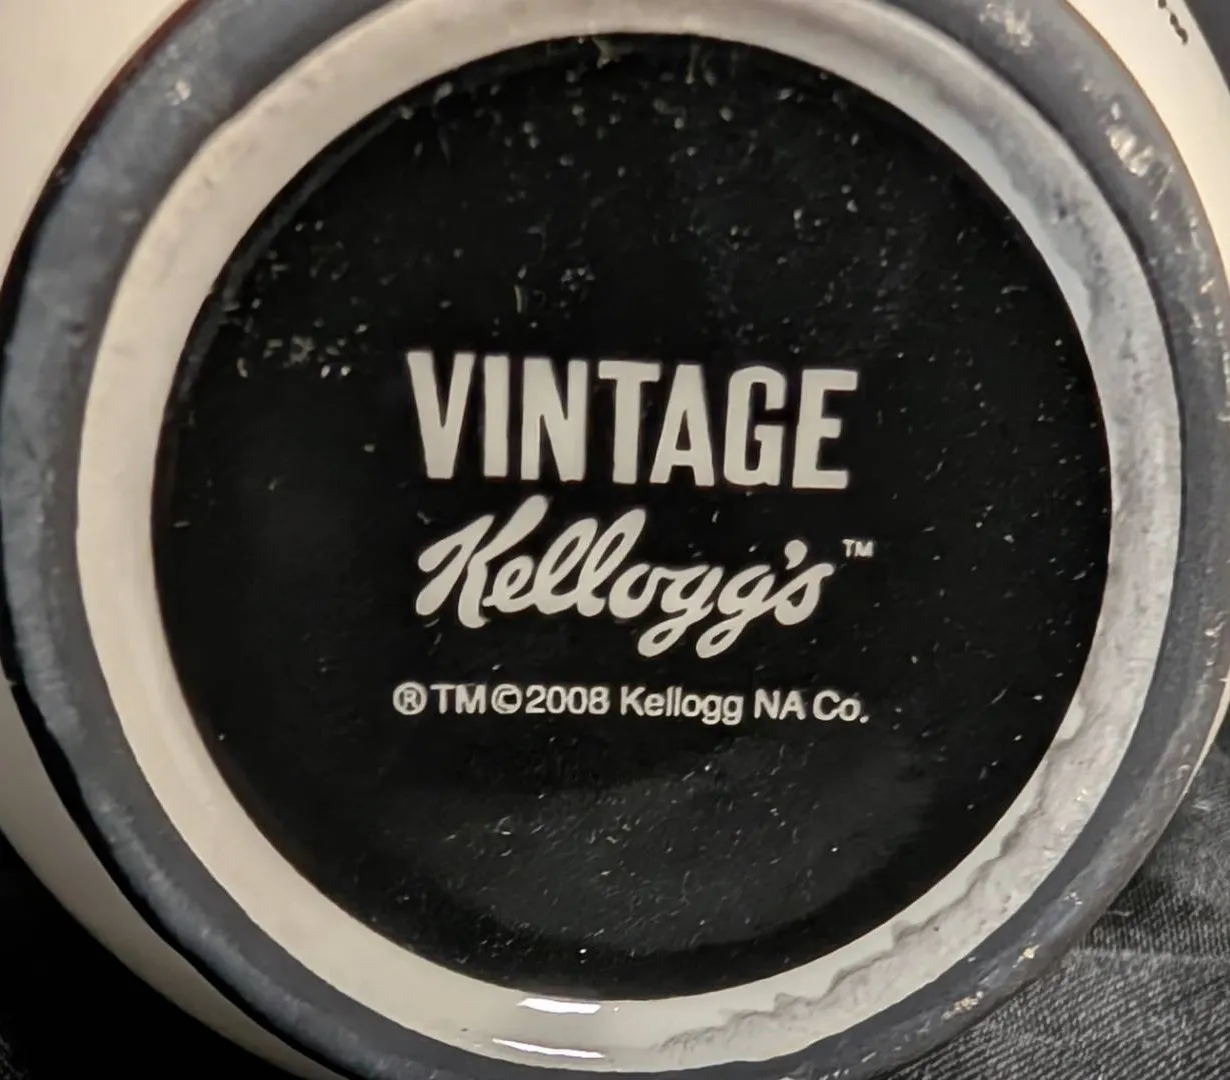 VINTAGE
Kellogg's™
®TM©2008 Kellogg NA Co.